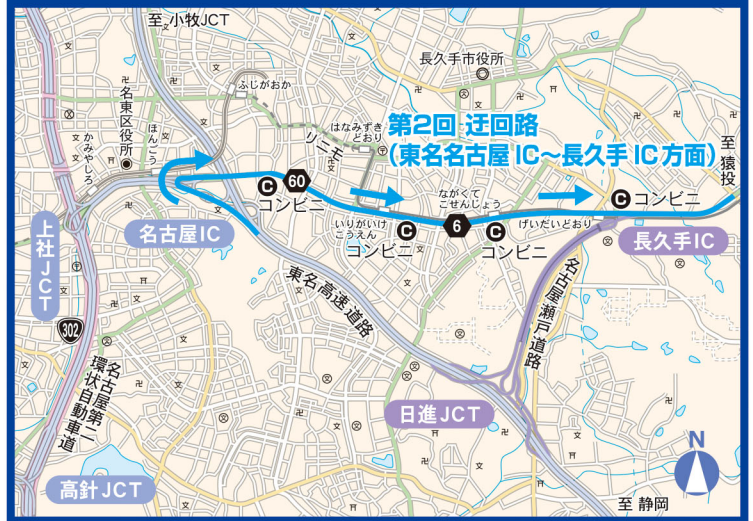 至 小牧JCT
長久手市役所
ふじがおか
名東区役所
ほんごう
かみやしろ
はなみずき
どおり
リニモ
第2回 迂回路
(東名名古屋IC~長久手IC方面)
至 猿投
C
60
コンビニ
ながくて
こせんじょう
C
コンビニ
名古屋IC
いりがいけ
こうえん
C
コンビニ
6
C
コンビニ
げいだいどおり
長久手IC
上社JCT
302
東名高速道路
名古屋瀬戸道路
名古屋第二
環状自動車道
日進JCT
高針JCT
N
至 静岡